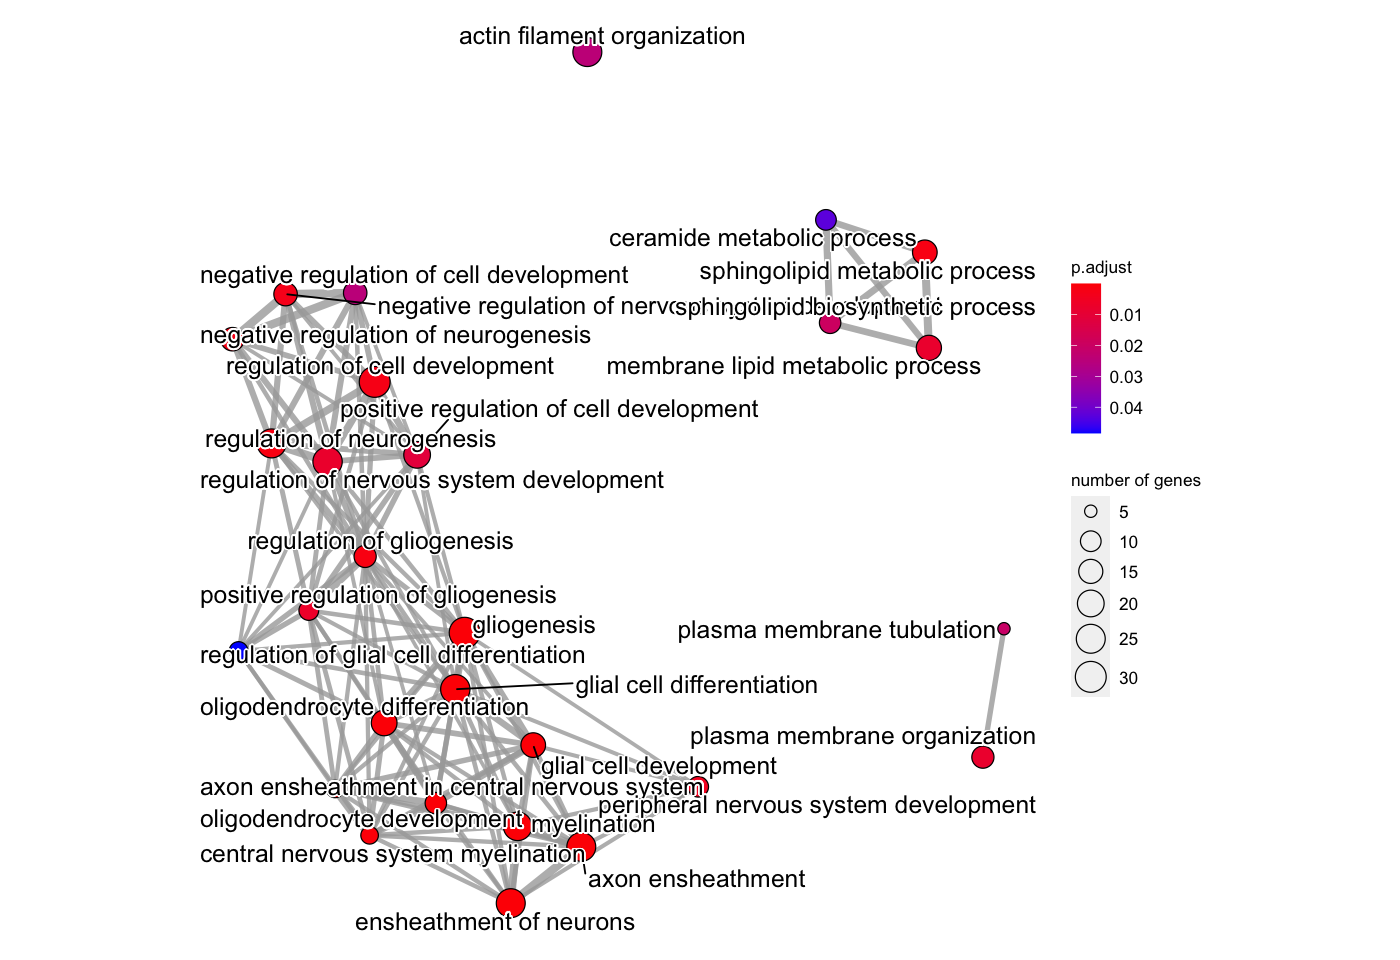 actin filament organization
ceramide metabolic process
sphingolipid metabolic process
negative regulation of cell development
negative regulation of nervo
sphingolipid biosynthetic process
negative regulation of neurogenesis
regulation of cell development
membrane lipid metabolic process
positive regulation of cell development
regulation of neurogenesis
regulation of nervous system development
regulation of gliogenesis
positive regulation of gliogenesis
gliogenesis
plasma membrane tubulation
regulation of glial cell differentiation
glial cell differentiation
oligodendrocyte differentiation
plasma membrane organization
glial cell development
axon ensheathment in central nervous system
peripheral nervous system development
oligodendrocyte development
myelination
central nervous system myelination
axon ensheathment
ensheathment of neurons
p.adjust
0.01
0.02
0.03
0.04
number of genes
5
10
15
20
25
30